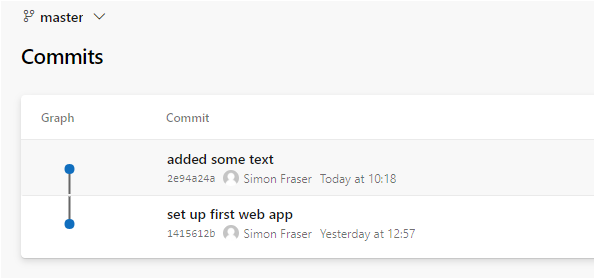 master
Commits
Graph Commit
added some text
2e94a24a Simon Fraser Today at 10:18
set up first web app
1415612b Simon Fraser Yesterday at 12:57